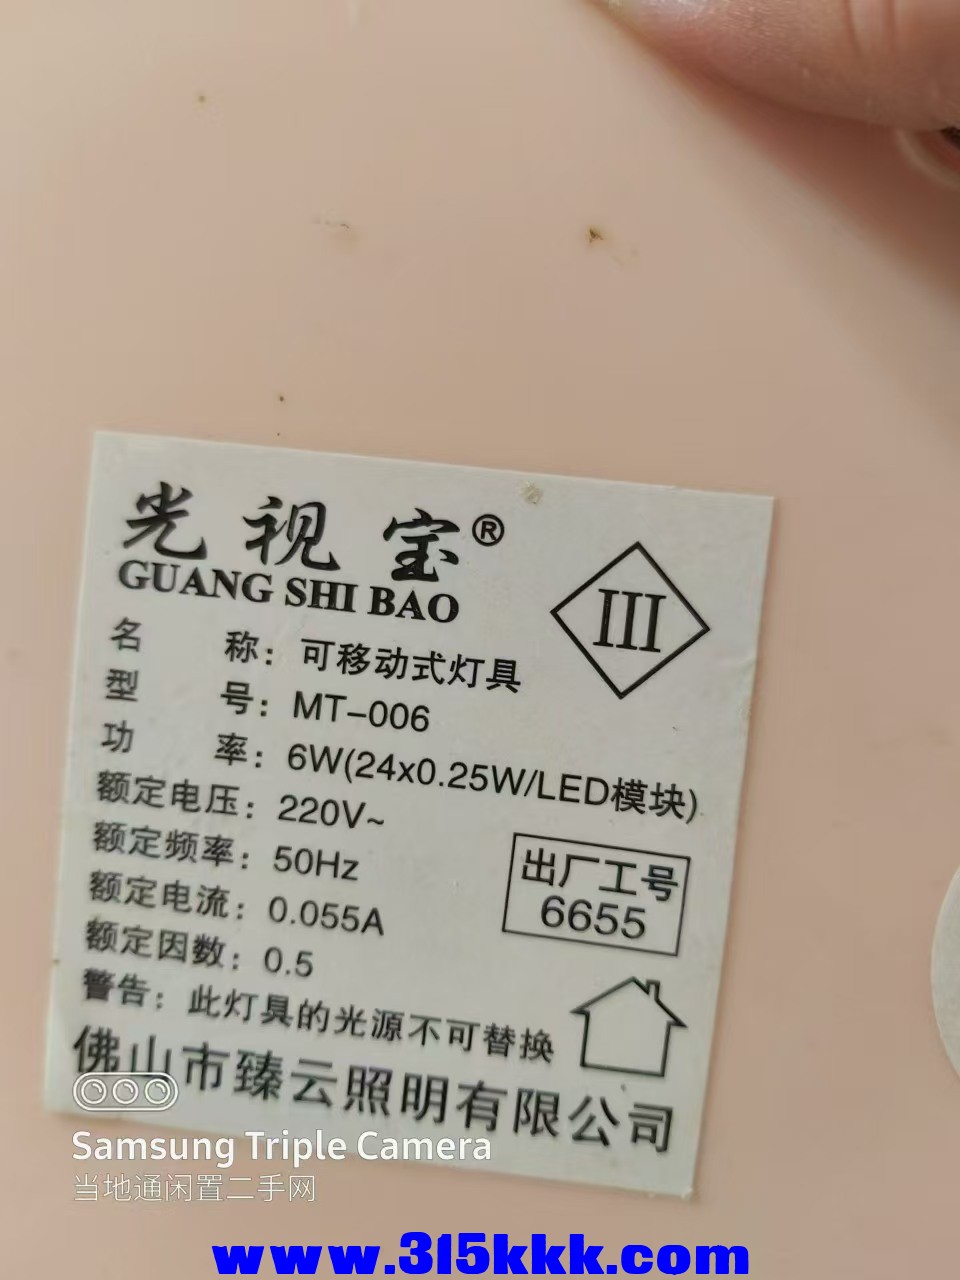 光视宝®
GUANG SHI BAO
III
名 称：可移动式灯具
型 号：MT-006
功 率：6W(24x0.25W/LED模块)
额定电压：220V~
额定频率：50Hz
额定电流：0.055A
额定因数：0.5
出厂工号
6655
警告：此灯具的光源不可替换
佛山市臻云照明有限公司
Samsung Triple Camera
当地通闲置二手网
www.315kkk.com